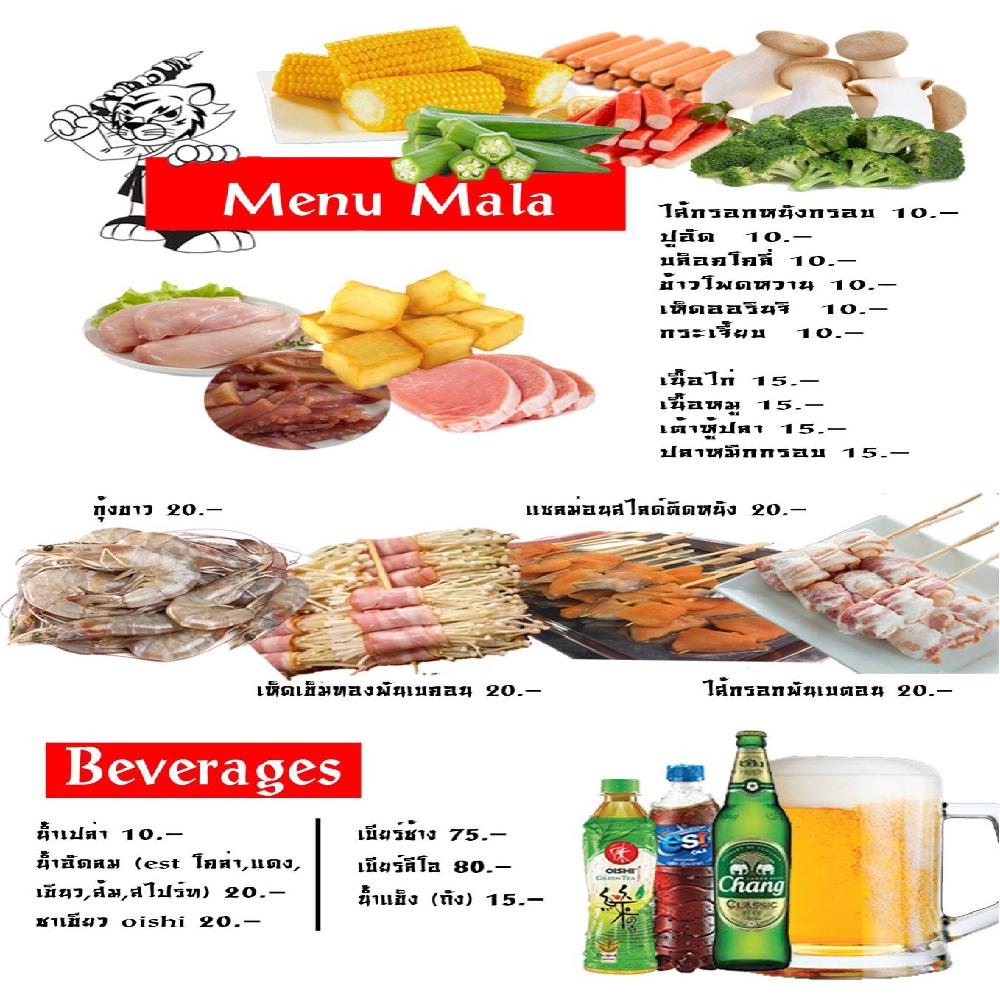 Menu Mala
ไส้กรอกหนังกรอบ 10.-
ปูอัด 10.-
บล๊อคโคลี่ 10.-
ข้าวโพดหวาน 10.-
เห็ดออรินจิ 10.-
กระเจี๊ยบ 10.-
เนื้อไก่ 15.-
เนื้อหมู 15.-
เต้าหู้ปลา 15.-
ปลาหมึกกรอบ 15.-
กุ้งขาว 20.-
แซลม่อนสไลด์ติดหนัง 20.-
เห็ดเข็มทองพันเบคอน 20.-
ไส้กรอกพันเบคอน 20.-
Beverages
น้ำเปล่า 10.-
น้ำอัดลม (est โคล่า,แดง,
เขียว,ส้ม,สไปร์ท) 20.-
ชาเขียว oishi 20.-
เบียร์ช้าง 75.-
เบียร์ลีโอ 80.-
น้ำแข็ง (ถัง) 15.-
OISHI
GREEN TEA
est
Chang
CLASSIC